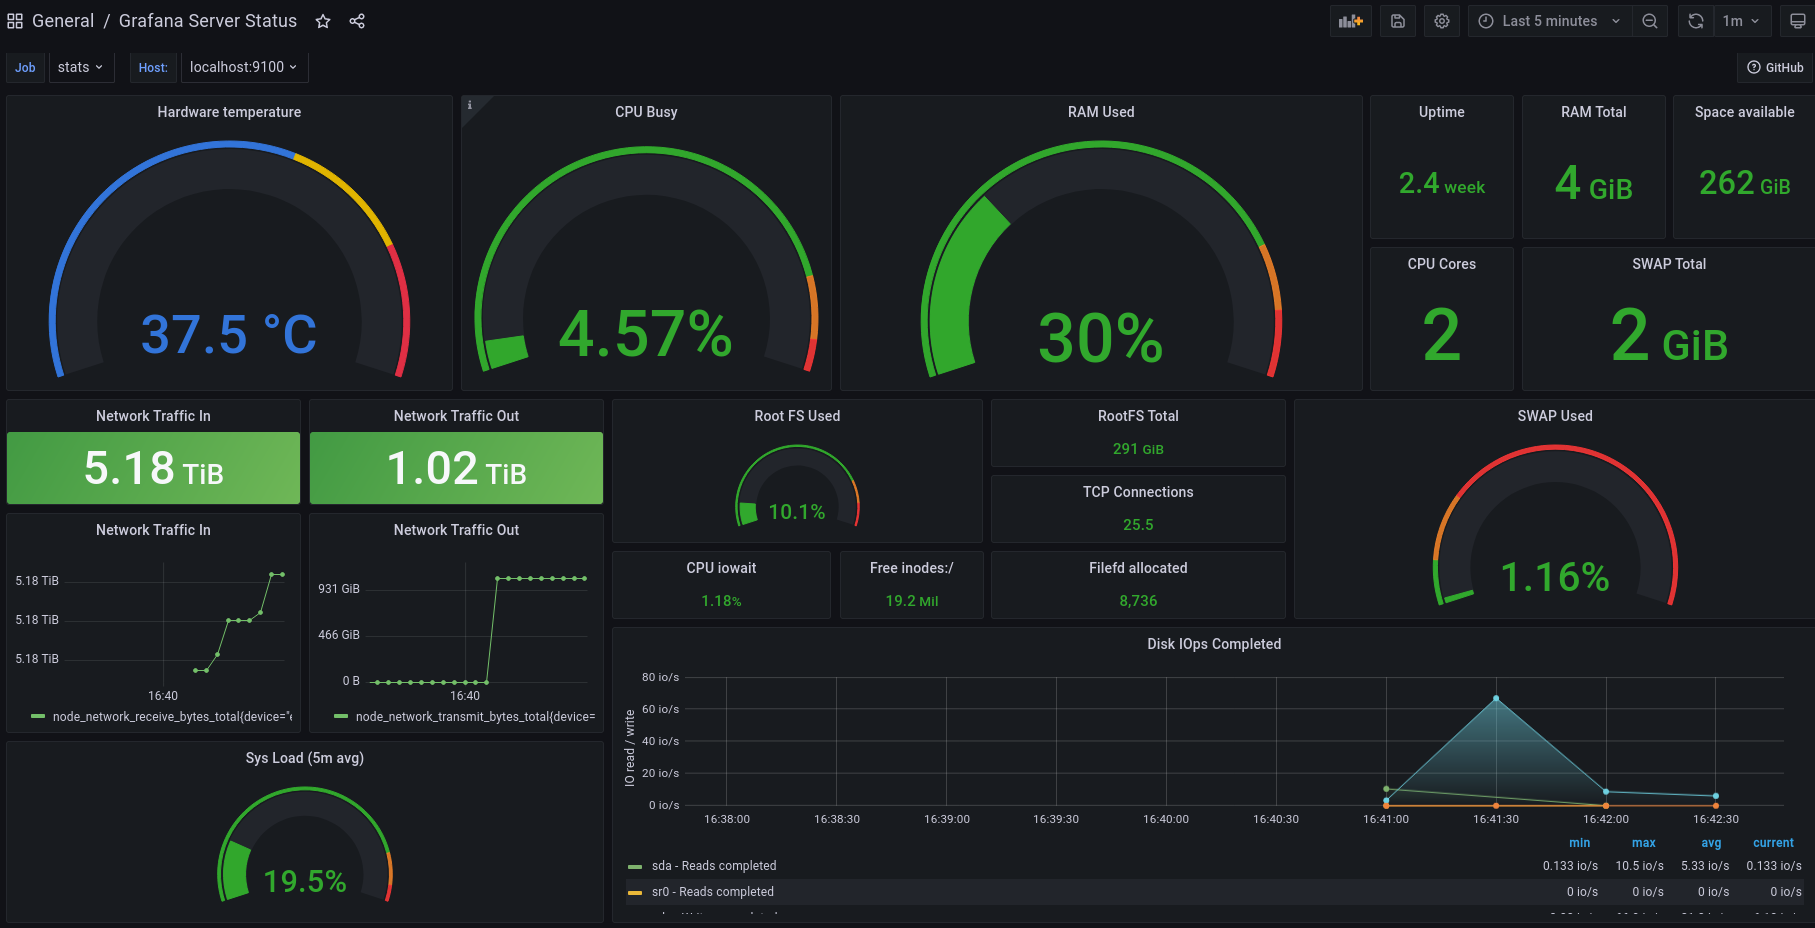 General / Grafana Server Status
Last 5 minutes
1m
Job
stats
Host:
localhost:9100
GitHub
Hardware temperature
37.5 °C
i
CPU Busy
4.57%
RAM Used
30%
Uptime
2.4 week
RAM Total
4 GiB
Space available
262 GiB
CPU Cores
2
SWAP Total
2 GiB
Network Traffic In
5.18 TiB
Network Traffic Out
1.02 TiB
Root FS Used
10.1%
RootFS Total
291 GiB
TCP Connections
25.5
SWAP Used
1.16%
CPU iowait
1.18%
Free inodes:/
19.2 Mil
Filefd allocated
8,736
Network Traffic In
5.18 TiB
5.18 TiB
5.18 TiB
16:40
node_network_receive_bytes_total{device="e
Network Traffic Out
931 GiB
466 GiB
0 B
16:40
node_network_transmit_bytes_total{device=
Sys Load (5m avg)
19.5%
Disk IOps Completed
IO read / write
80 io/s
60 io/s
40 io/s
20 io/s
0 io/s
16:38:00 16:38:30 16:39:00 16:39:30 16:40:00 16:40:30 16:41:00 16:41:30 16:42:00 16:42:30
min max avg current
sda - Reads completed 0.133 io/s 10.5 io/s 5.33 io/s 0.133 io/s
sr0 - Reads completed 0 io/s 0 io/s 0 io/s 0 io/s